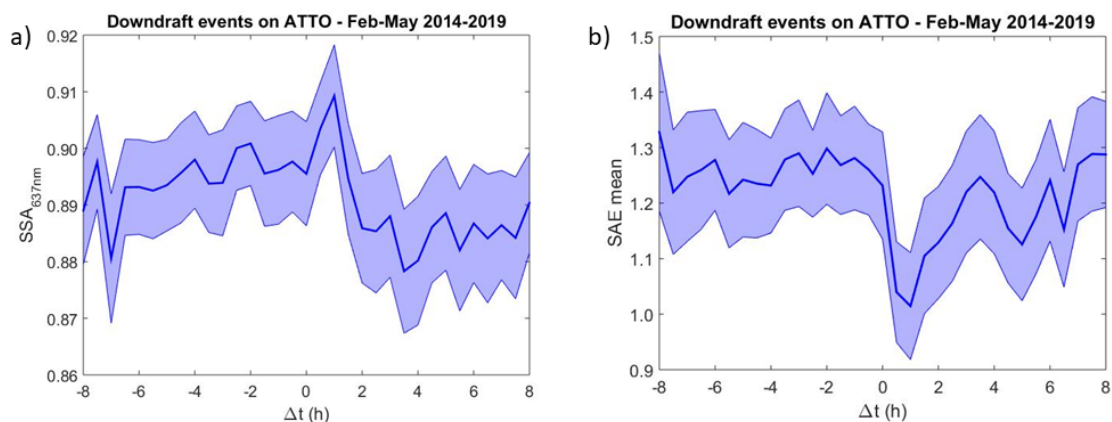 a)
Downdraft events on ATTO - Feb-May 2014-2019
0.92
0.91
0.90
0.89
0.88
0.87
0.86
SSA637nm
-8 -6 -4 -2 0 2 4 6 8
Δt (h)
b)
Downdraft events on ATTO - Feb-May 2014-2019
1.5
1.4
1.3
1.2
1.1
1.0
0.9
SAE mean
-8 -6 -4 -2 0 2 4 6 8
Δt (h)